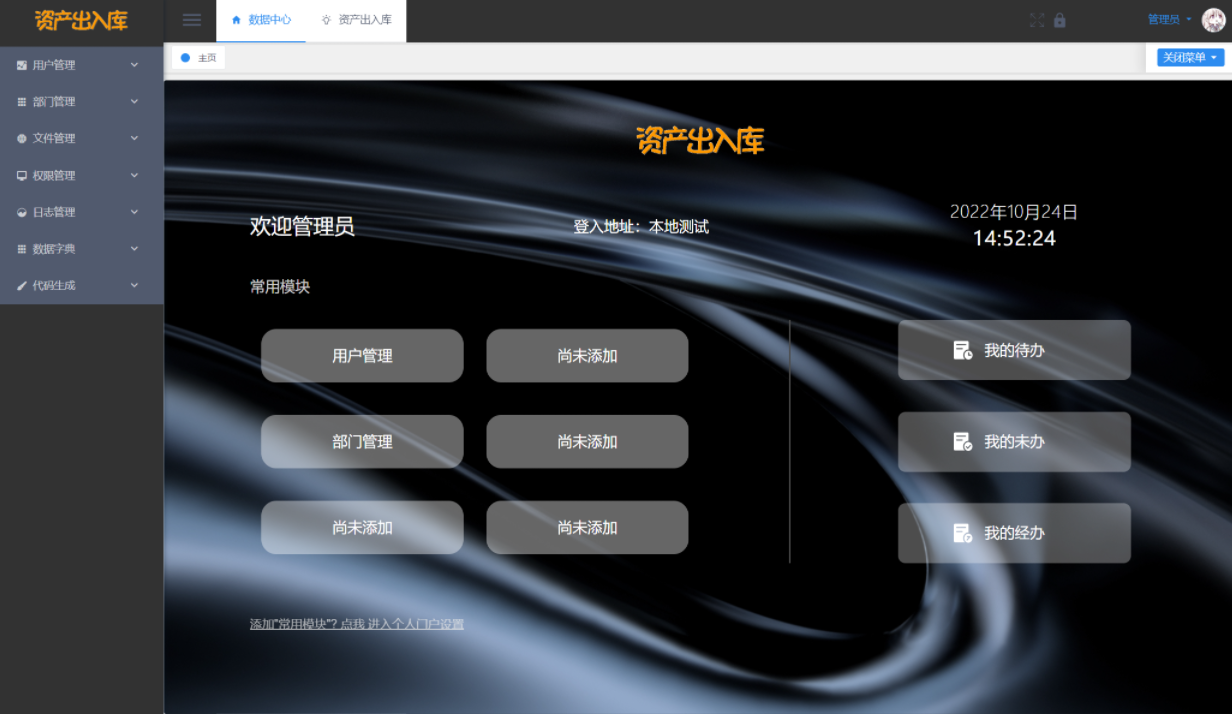 资产出入库
数据中心
资产出入库
管理员
用户管理
部门管理
文件管理
权限管理
日志管理
数据字典
代码生成
主页
关闭菜单
资产出入库
欢迎管理员
登入地址：本地测试
2022年10月24日
14:52:24
常用模块
用户管理
尚未添加
部门管理
尚未添加
尚未添加
尚未添加
我的待办
我的未办
我的经办
添加"常用模块"? 点我 进入个人门户设置